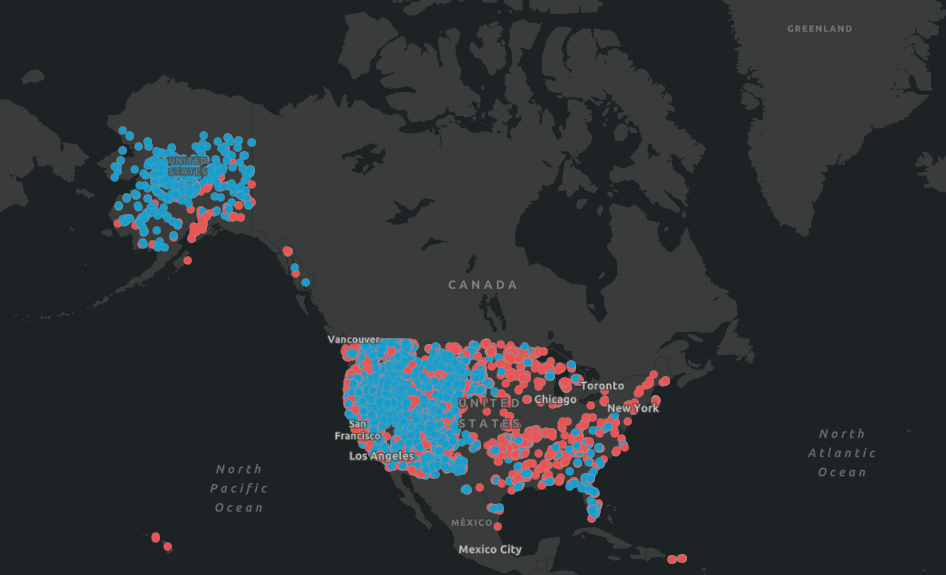 GREENLAND
UNITED
STATES
CANADA
Vancouver
Toronto
Chicago
New York
UNITED
STATES
San
Francisco
Los Angeles
North
Pacific
Ocean
North
Atlantic
Ocean
MÉXICO
Mexico City